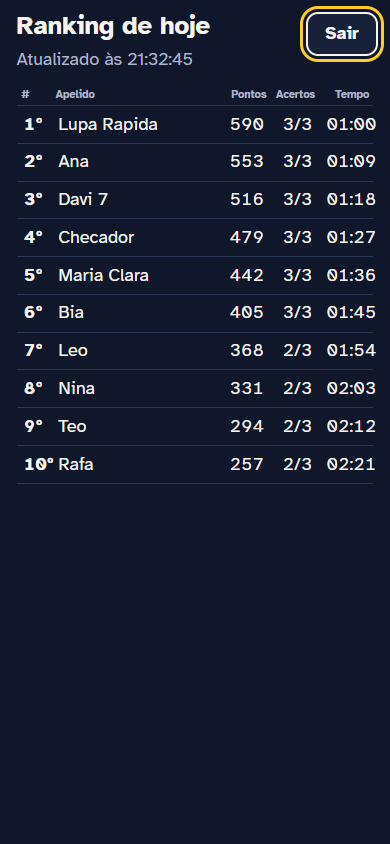 Ranking de hoje
Sair
Atualizado às 21:32:45
# Apelido Pontos Acertos Tempo
1º Lupa Rapida 590 3/3 01:00
2º Ana 553 3/3 01:09
3º Davi 7 516 3/3 01:18
4º Checador 479 3/3 01:27
5º Maria Clara 442 3/3 01:36
6º Bia 405 3/3 01:45
7º Leo 368 2/3 01:54
8º Nina 331 2/3 02:03
9º Teo 294 2/3 02:12
10º Rafa 257 2/3 02:21